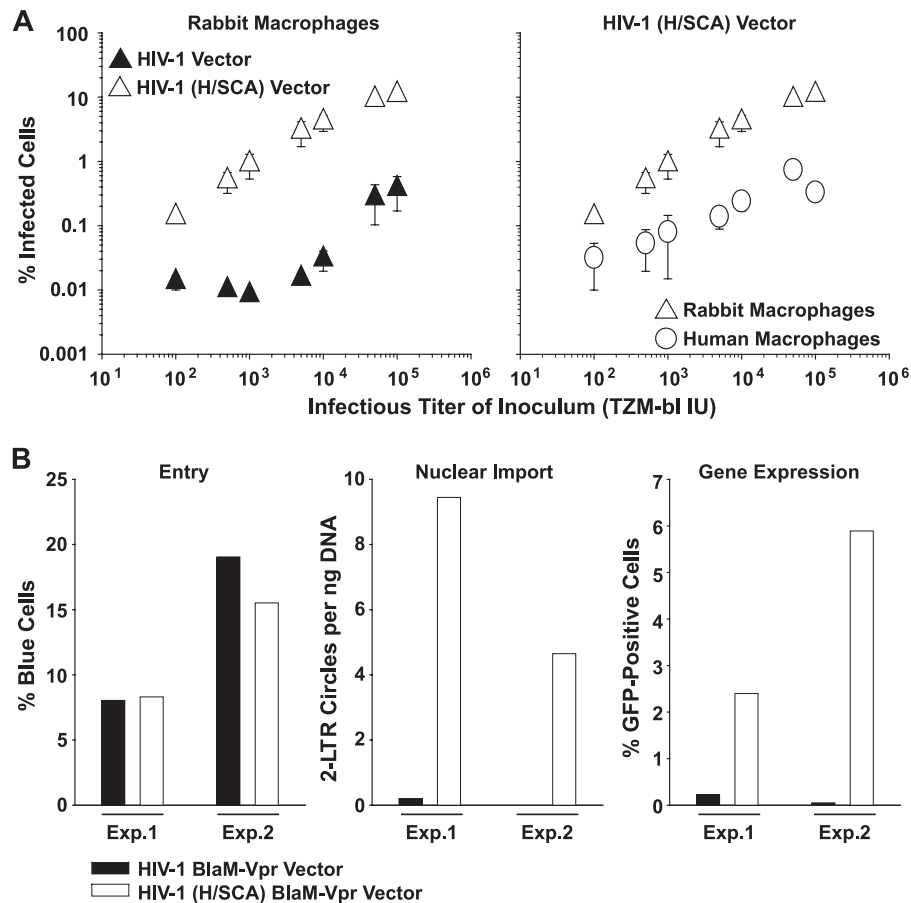 A
Rabbit Macrophages
HIV-1 (H/SCA) Vector
% Infected Cells
100
10
1
0.1
0.01
0.001
HIV-1 Vector
HIV-1 (H/SCA) Vector
Rabbit Macrophages
Human Macrophages
10¹ 10² 10³ 10⁴ 10⁵ 10⁶
10¹ 10² 10³ 10⁴ 10⁵ 10⁶
Infectious Titer of Inoculum (TZM-bl IU)
B
Entry
% Blue Cells
25
20
15
10
5
0
Exp.1 Exp.2
Nuclear Import
2-LTR Circles per ng DNA
10
8
6
4
2
0
Exp.1 Exp.2
Gene Expression
% GFP-Positive Cells
7
6
5
4
3
2
1
0
Exp.1 Exp.2
HIV-1 BlaM-Vpr Vector
HIV-1 (H/SCA) BlaM-Vpr Vector